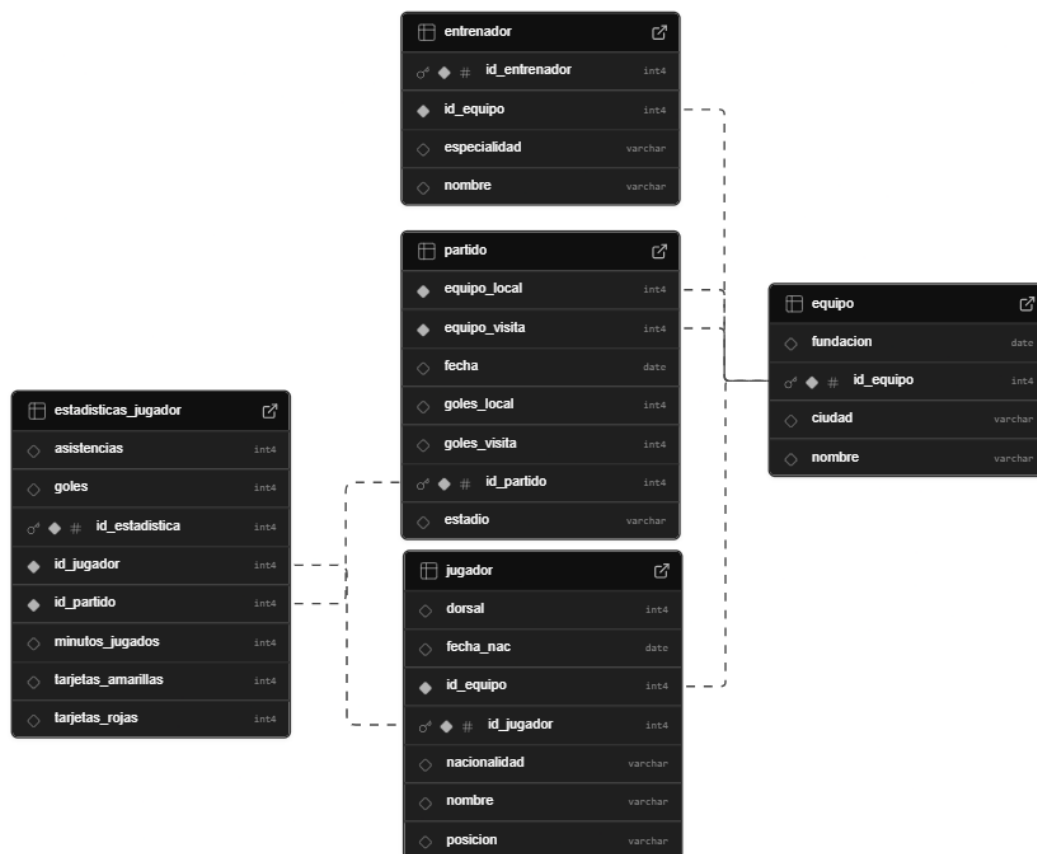 entrenador
# id_entrenador int4
id_equipo int4
especialidad varchar
nombre varchar
partido
equipo_local int4
equipo_visita int4
fecha date
goles_local int4
goles_visita int4
# id_partido int4
estadio varchar
equipo
fundacion date
# id_equipo int4
ciudad varchar
nombre varchar
estadisticas_jugador
asistencias int4
goles int4
# id_estadistica int4
id_jugador int4
id_partido int4
minutos_jugados int4
tarjetas_amarillas int4
tarjetas_rojas int4
jugador
dorsal int4
fecha_nac date
id_equipo int4
# id_jugador int4
nacionalidad varchar
nombre varchar
posicion varchar